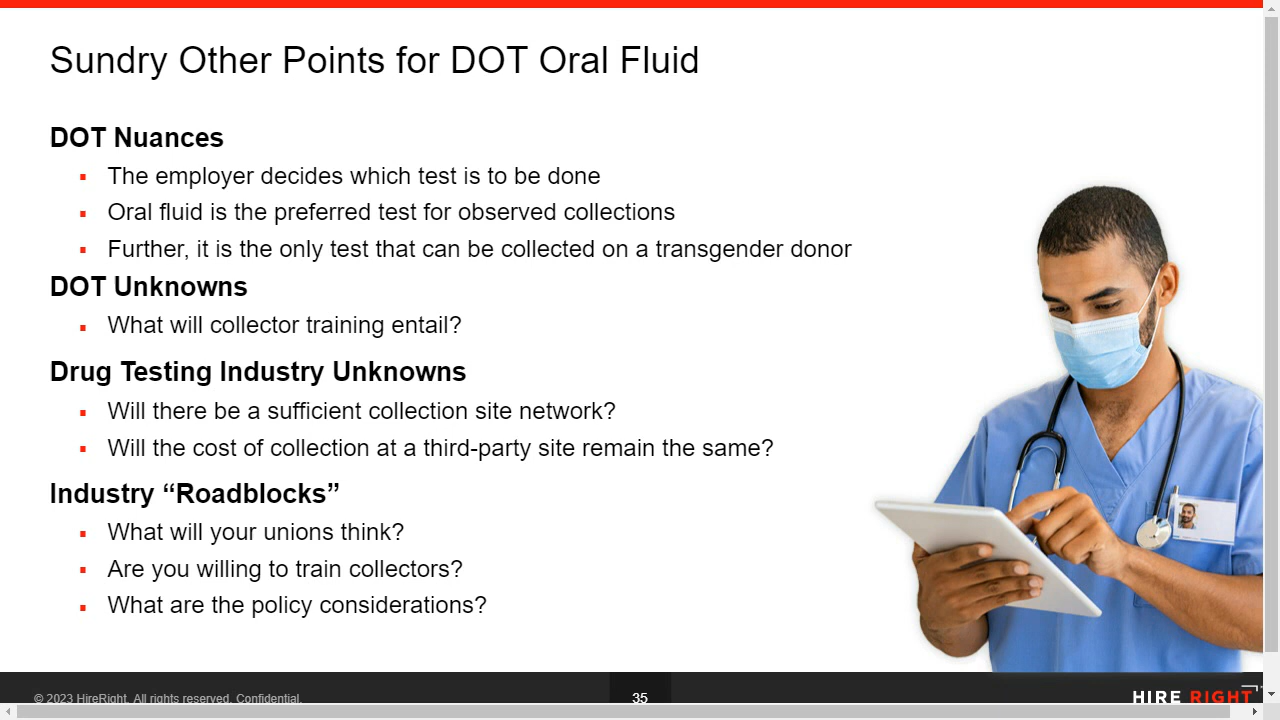 Sundry Other Points for DOT Oral Fluid
DOT Nuances
The employer decides which test is to be done
Oral fluid is the preferred test for observed collections
Further, it is the only test that can be collected on a transgender donor
DOT Unknowns
What will collector training entail?
Drug Testing Industry Unknowns
Will there be a sufficient collection site network?
Will the cost of collection at a third-party site remain the same?
Industry “Roadblocks”
What will your unions think?
Are you willing to train collectors?
What are the policy considerations?
© 2023 HireRight. All rights reserved. Confidential.
35
HIRE RIGHT